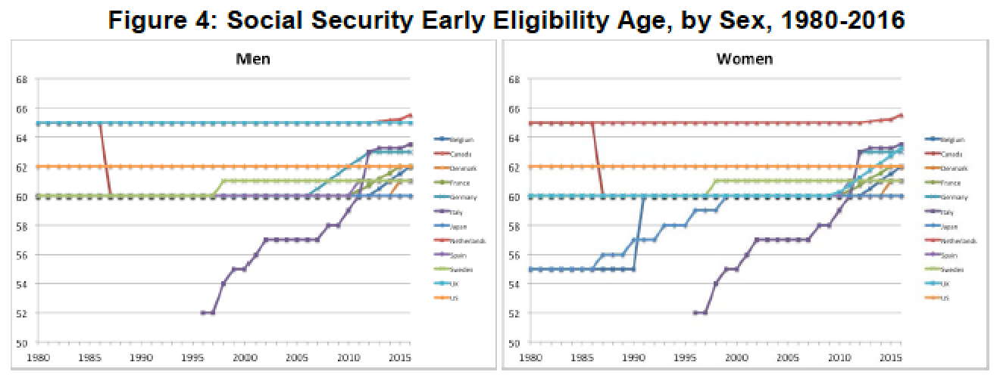 Figure 4: Social Security Early Eligibility Age, by Sex, 1980-2016
Men
68
66
64
62
60
58
56
54
52
50
1980 1985 1990 1995 2000 2005 2010 2015
Belgium
Canada
Denmark
France
Germany
Italy
Japan
Netherlands
Spain
Sweden
UK
US
Women
68
66
64
62
60
58
56
54
52
50
1980 1985 1990 1995 2000 2005 2010 2015
Belgium
Canada
Denmark
France
Germany
Italy
Japan
Netherlands
Spain
Sweden
UK
US